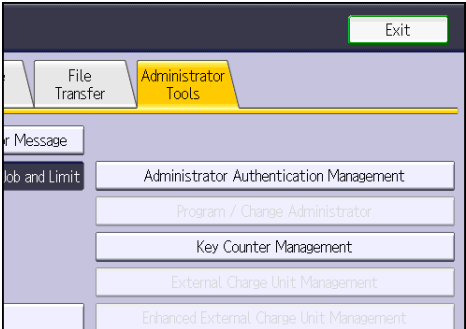 Exit
File
Transfer
Administrator
Tools
r Message
Job and Limit
Administrator Authentication Management
Program / Change Administrator
Key Counter Management
External Charge Unit Management
Enhanced External Charge Unit Management